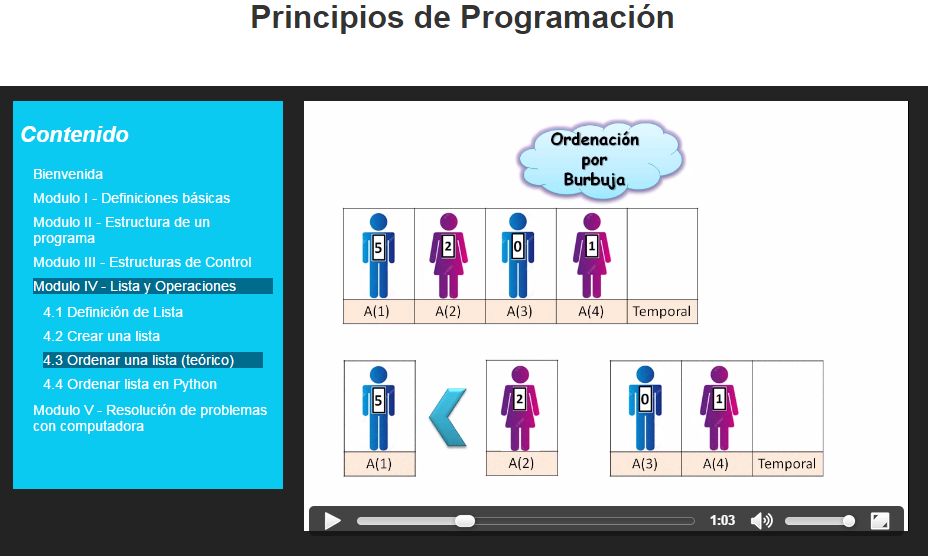 Principios de Programación
Contenido
Bienvenida
Modulo I - Definiciones básicas
Modulo II - Estructura de un
programa
Modulo III - Estructuras de Control
Modulo IV - Lista y Operaciones
4.1 Definición de Lista
4.2 Crear una lista
4.3 Ordenar una lista (teórico)
4.4 Ordenar lista en Python
Modulo V - Resolución de problemas
con computadora
Ordenación
por
Burbuja
5 2 0 1
A(1) A(2) A(3) A(4) Temporal
5 2 0 1
A(1) A(2) A(3) A(4) Temporal
1:03